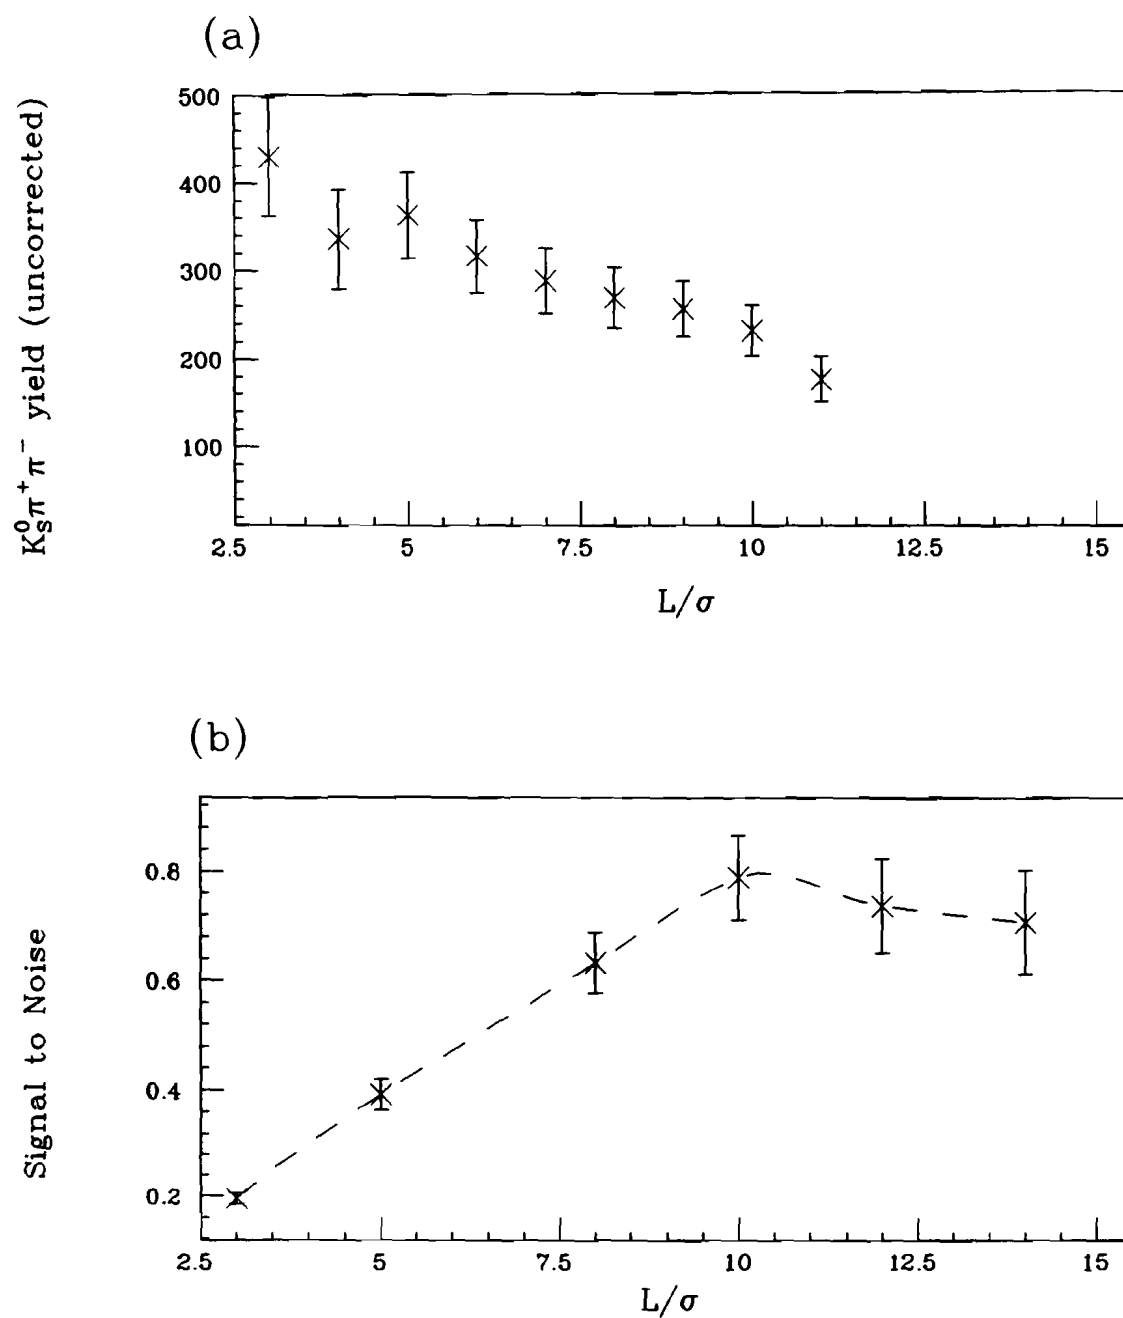 (a)
K⁰ₛπ⁺π⁻ yield (uncorrected)
500
400
300
200
100
2.5 5 7.5 10 12.5 15
L/σ
(b)
Signal to Noise
0.8
0.6
0.4
0.2
2.5 5 7.5 10 12.5 15
L/σ